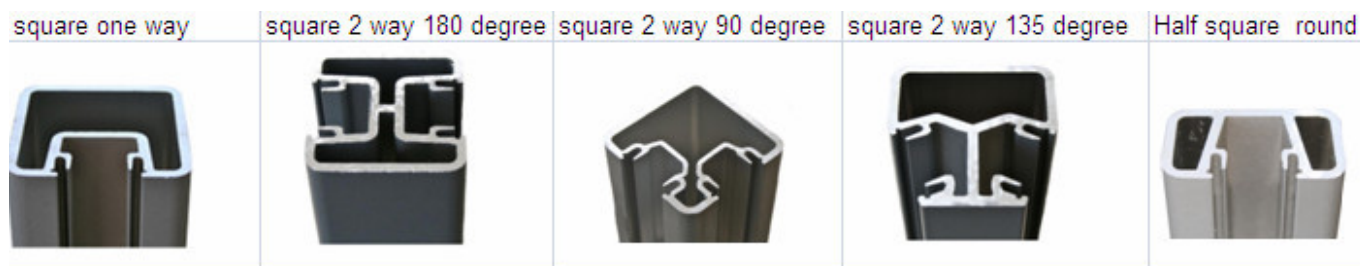 square one way
square 2 way 180 degree
square 2 way 90 degree
square 2 way 135 degree
Half square round